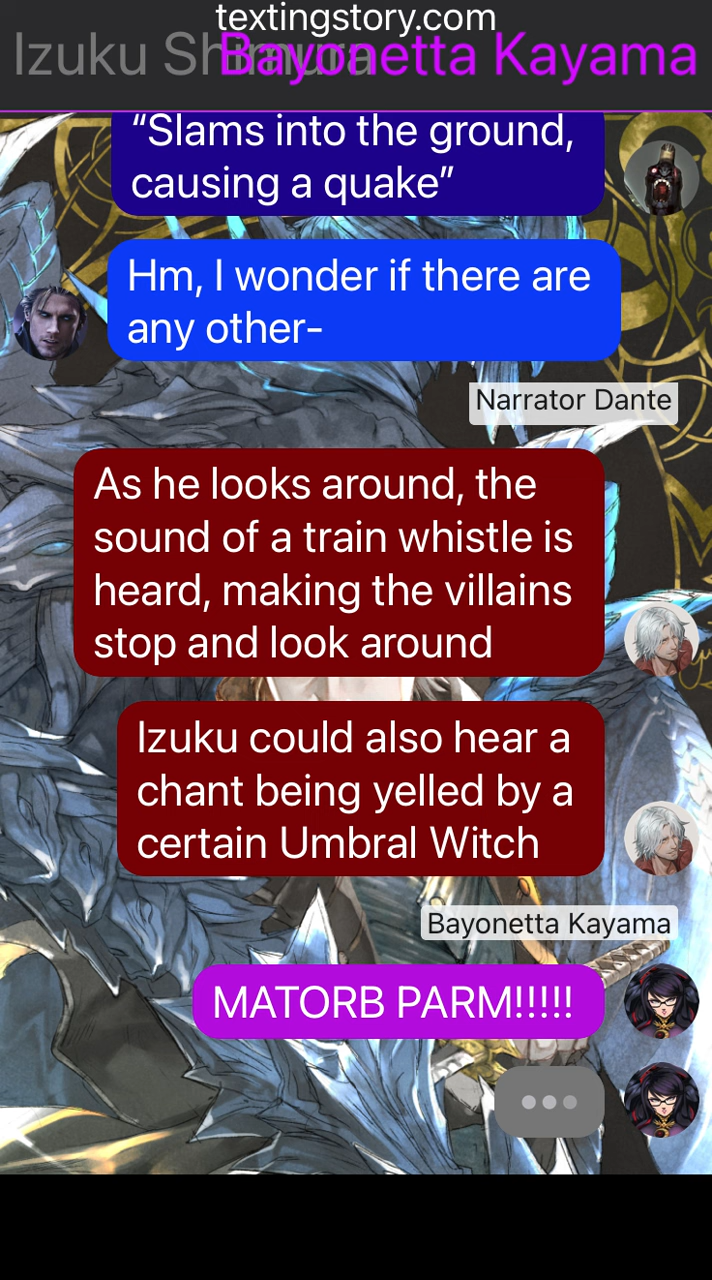 textingstory.com
Izuku Shimura
Bayonetta Kayama
“Slams into the ground,
causing a quake”
Hm, I wonder if there are
any other-
Narrator Dante
As he looks around, the
sound of a train whistle is
heard, making the villains
stop and look around
Izuku could also hear a
chant being yelled by a
certain Umbral Witch
Bayonetta Kayama
MATORB PARM!!!!!